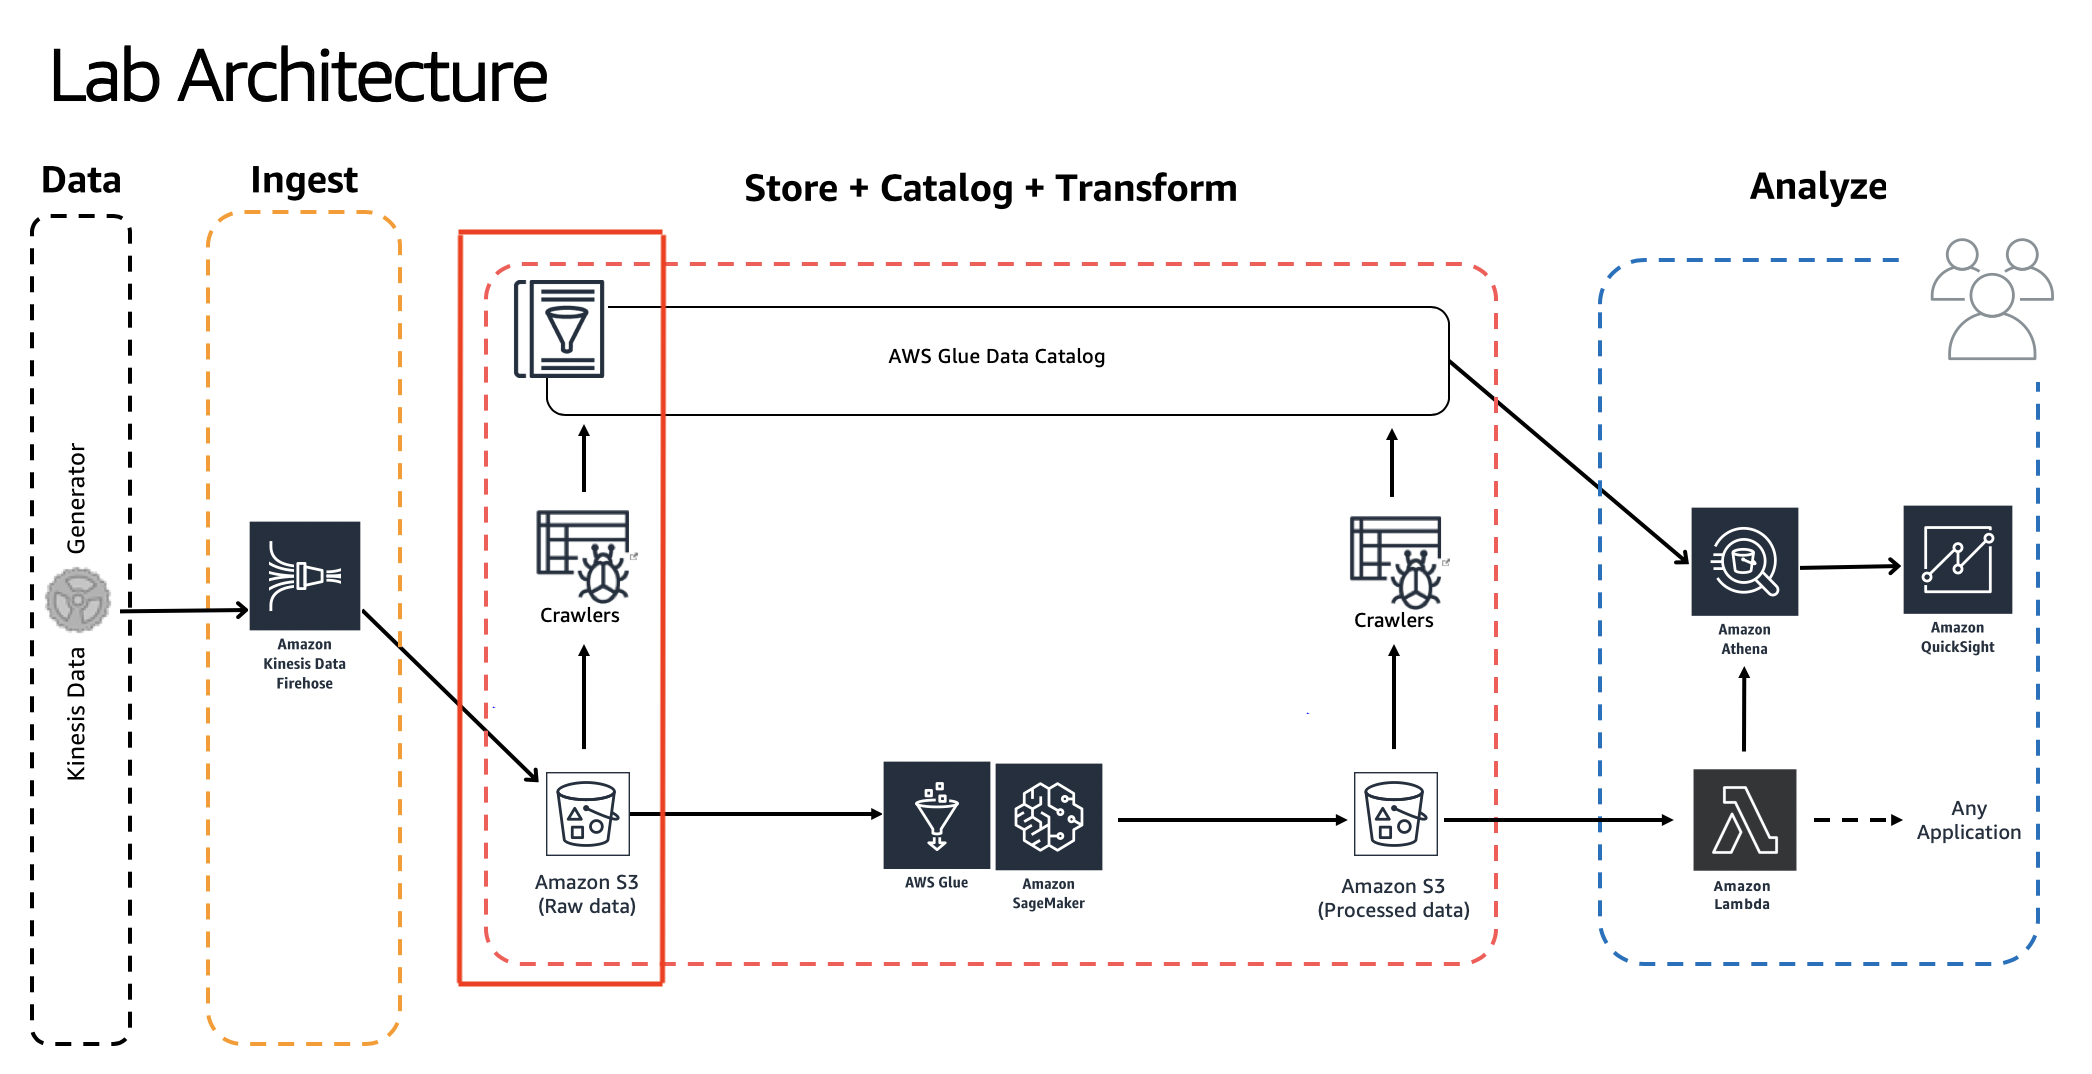 Lab Architecture
Data
Ingest
Store + Catalog + Transform
Analyze
Kinesis Data Generator
Amazon
Kinesis Data
Firehose
AWS Glue Data Catalog
Crawlers
Crawlers
Amazon S3
(Raw data)
AWS Glue
Amazon
SageMaker
Amazon S3
(Processed data)
Amazon
Athena
Amazon
QuickSight
Amazon
Lambda
Any
Application